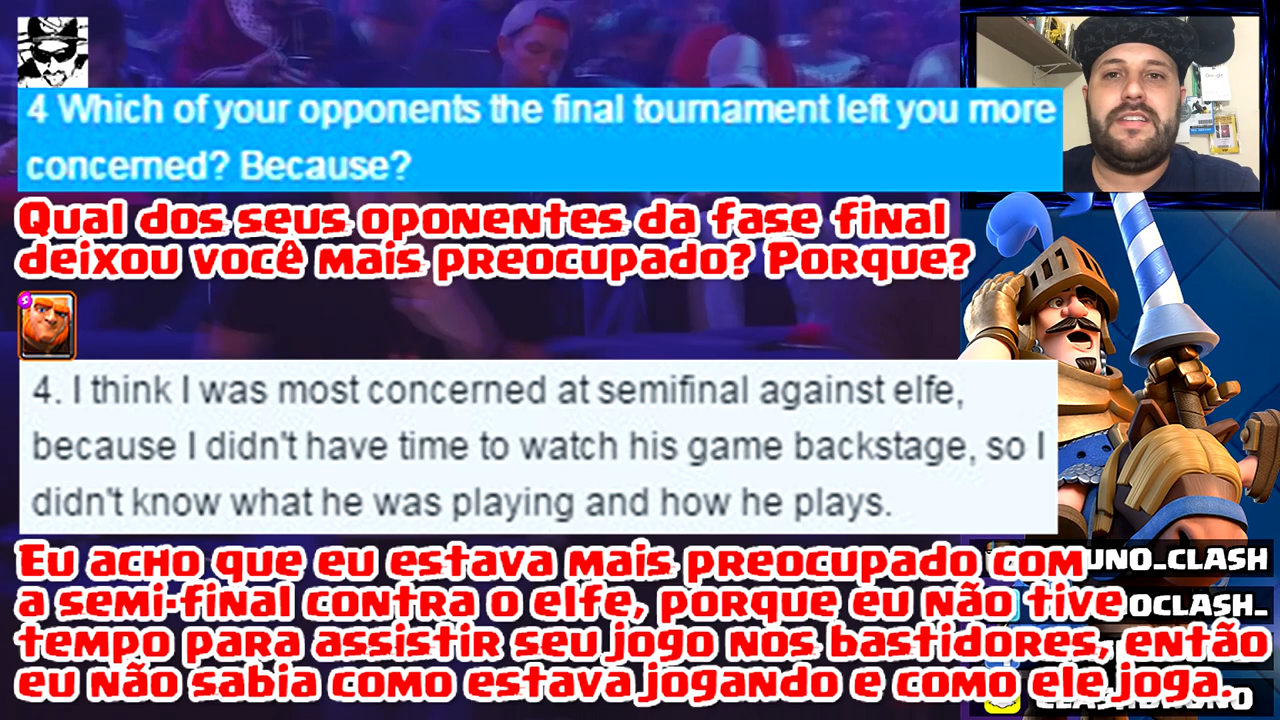 4 Which of your opponents the final tournament left you more
concerned? Because?
Qual dos seus oponentes da fase final
deixou você mais preocupado? Porque?
4. I think I was most concerned at semifinal against elfe,
because I didn't have time to watch his game backstage, so I
didn't know what he was playing and how he plays.
Eu acho que eu estava mais preocupado com
UNO_CLASH
a semi-final contra o elfe, porque eu não tive
OCLASH_
tempo para assistir seu jogo nos bastidores, então
eu não sabia como estava jogando e como ele joga.